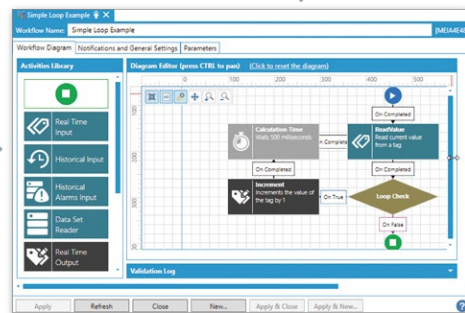 Simple Loop Example
Workflow Name: Simple Loop Example
Workflow Diagram Notifications and General Settings Parameters
Activities Library
Real Time
Input
Historical Input
Historical
Alarms Input
Data Set
Reader
Real Time
Output
Diagram Editor (press CTRL to pan) (Click to reset the diagram)
0 100 200 300 400 500
100
200
300
On Completed
Calculation Time
Waits 500 milliseconds
n Complete
ReadValue
Read current value
from a tag
On Completed
On Completed
Increment
Increments the value of
the tag by 1
On True
Loop Check
On False
Validation Log
Apply Refresh Close New... Apply & Close Apply & New...